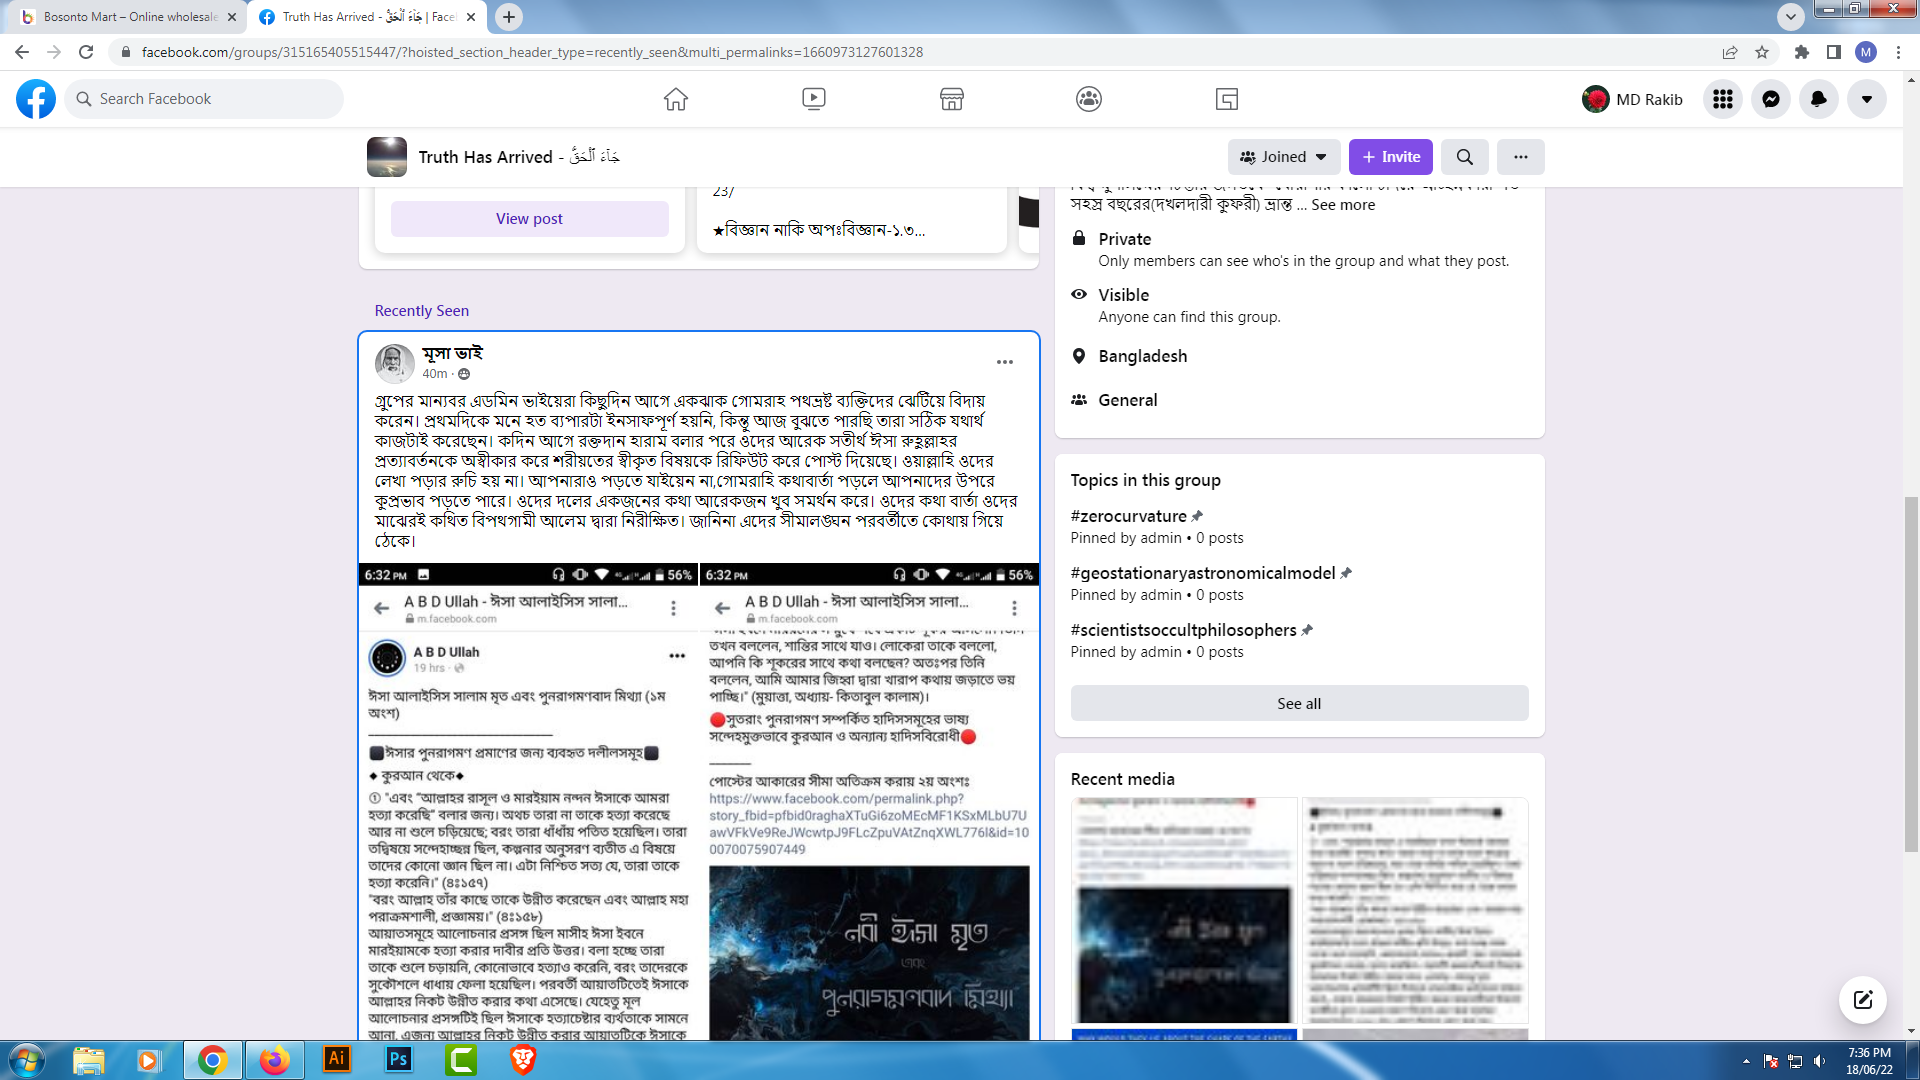 Bosonto Mart – Online wholesale
Truth Has Arrived - جَآءَ ٱلْحَقُّ | Face
facebook.com/groups/315165405515447/?hoisted_section_header_type=recently_seen&multi_permalinks=1660973127601328
M
Search Facebook
MD Rakib
Truth Has Arrived - جَآءَ ٱلْحَقُّ
Joined
+ Invite
23/
View post
★বিজ্ঞান নাকি অপঃবিজ্ঞান-১.৩...
Recently Seen
মূসা ভাই
40m
গ্রুপের মান্যবর এডমিন ভাইয়েরা কিছুদিন আগে একঝাক গোমরাহ পথভ্রষ্ট ব্যক্তিদের ঝেটিয়ে বিদায়
করেন। প্রথমদিকে মনে হত ব্যপারটা ইনসাফপূর্ণ হয়নি, কিন্তু আজ বুঝতে পারছি তারা সঠিক যথার্থ
কাজটাই করেছেন। কদিন আগে রক্তদান হারাম বলার পরে ওদের আরেক সতীর্থ ঈসা রুহুল্লাহর
প্রত্যাবর্তনকে অস্বীকার করে শরীয়তের স্বীকৃত বিষয়কে রিফিউট করে পোস্ট দিয়েছে। ওয়াল্লাহি ওদের
লেখা পড়ার রুচি হয় না। আপনারাও পড়তে যাইয়েন না,গোমরাহি কথাবার্তা পড়লে আপনাদের উপরে
কুপ্রভাব পড়তে পারে। ওদের দলের একজনের কথা আরেকজন খুব সমর্থন করে। ওদের কথা বার্তা ওদের
মাঝেরই কথিত বিপথগামী আলেম দ্বারা নিরীক্ষিত। জানিনা এদের সীমালঙ্ঘন পরবর্তীতে কোথায় গিয়ে
ঠেকে।
6:32 PM 56%
A B D Ullah - ঈসা আলাইসিস সালা...
m.facebook.com
A B D Ullah
19 hrs
ঈসা আলাইসিস সালাম মৃত এবং পুনরাগমণবাদ মিথ্যা (১ম
অংশ)
ঈসার পুনরাগমণ প্রমাণের জন্য ব্যবহৃত দলীলসমূহ
◆ কুরআন থেকে◆
① "এবং "আল্লাহর রাসূল ও মারইয়াম নন্দন ঈসাকে আমরা
হত্যা করেছি" বলার জন্য। অথচ তারা না তাকে হত্যা করেছে
আর না শুলে চড়িয়েছে; বরং তারা ধাঁধাঁয় পতিত হয়েছিল। তারা
তদ্বিষয়ে সন্দেহাচ্ছন্ন ছিল, কল্পনার অনুসরণ ব্যতীত এ বিষয়ে
তাদের কোনো জ্ঞান ছিল না। এটা নিশ্চিত সত্য যে, তারা তাকে
হত্যা করেনি।" (৪ঃ১৫৭)
"বরং আল্লাহ তাঁর কাছে তাকে উন্নীত করেছেন এবং আল্লাহ মহা
পরাক্রমশালী, প্রজ্ঞাময়।" (৪ঃ১৫৮)
আয়াতসমূহে আলোচনার প্রসঙ্গ ছিল মাসীহ ঈসা ইবনে
মারইয়ামকে হত্যা করার দাবীর প্রতি উত্তর। বলা হচ্ছে তারা
তাকে শুলে চড়ায়নি, কোনোভাবে হত্যাও করেনি, বরং তাদেরকে
সুকৌশলে ধাধায় ফেলা হয়েছিল। পরবর্তী আয়াতটিতেই ঈসাকে
আল্লাহর নিকট উন্নীত করার কথা এসেছে। যেহেতু মূল
আলোচনার প্রসঙ্গটিই ছিল ঈসাকে হত্যাচেষ্টার ব্যর্থতাকে সামনে
আনা, এজন্য আল্লাহর নিকট উন্নীত করার আয়াতটিকে ঈসাকে
6:32 PM 56%
A B D Ullah - ঈসা আলাইসিস সালা...
m.facebook.com
তখন বললেন, শান্তির সাথে যাও। লোকেরা তাকে বললো,
আপনি কি শূকরের সাথে কথা বলছেন? অতঃপর তিনি
বললেন, আমি আমার জিহ্বা দ্বারা খারাপ কথায় জড়াতে ভয়
পাচ্ছি।" (মুয়াত্তা, অধ্যায়- কিতাবুল কালাম)।
🔴সুতরাং পুনরাগমণ সম্পর্কিত হাদিসসমূহের ভাষ্য
সন্দেহমুক্তভাবে কুরআন ও অন্যান্য হাদিসবিরোধী🔴
পোস্টের আকারের সীমা অতিক্রম করায় ২য় অংশঃ
https://www.facebook.com/permalink.php?
story_fbid=pfbid0raghaXTuGi6zoMEcMF1KSxMLbU7U
awVFkVe9ReJWcwtpJ9FLcZpuVAtZnqXWL776l&id=10
0070075907449
নবী ঈসা মৃত
এবং
পুনরাগমণবাদ মিথ্যা
সহস্র বছরের(দখলদারী কুফরী) ভ্রান্ত ... See more
Private
Only members can see who's in the group and what they post.
Visible
Anyone can find this group.
Bangladesh
General
Topics in this group
#zerocurvature
Pinned by admin • 0 posts
#geostationaryastronomicalmodel
Pinned by admin • 0 posts
#scientistsoccultphilosophers
Pinned by admin • 0 posts
See all
Recent media
Ai
Ps
7:36 PM
18/06/22